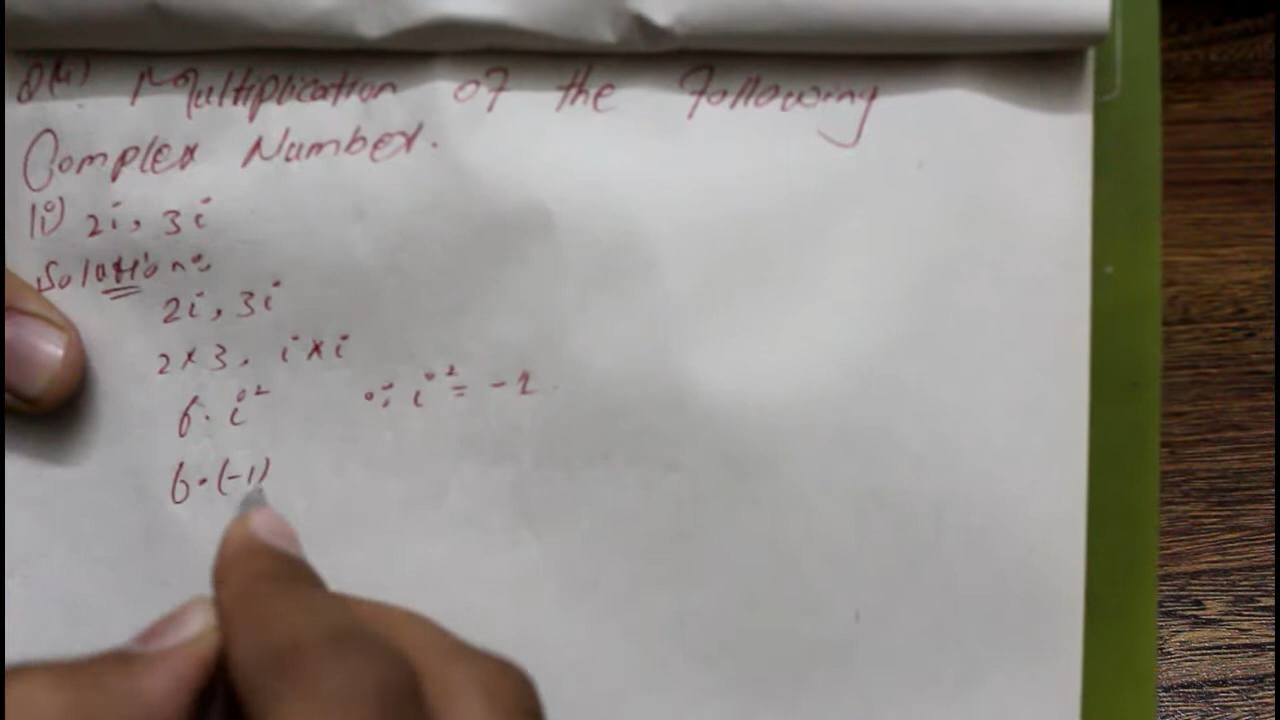 Q(4) Multiplication of the following
Complex Number.
(i) 2i, 3i
Solution:
2i, 3i
2×3, i×i
6. i²   ∵ i² = -1
6.(-1)